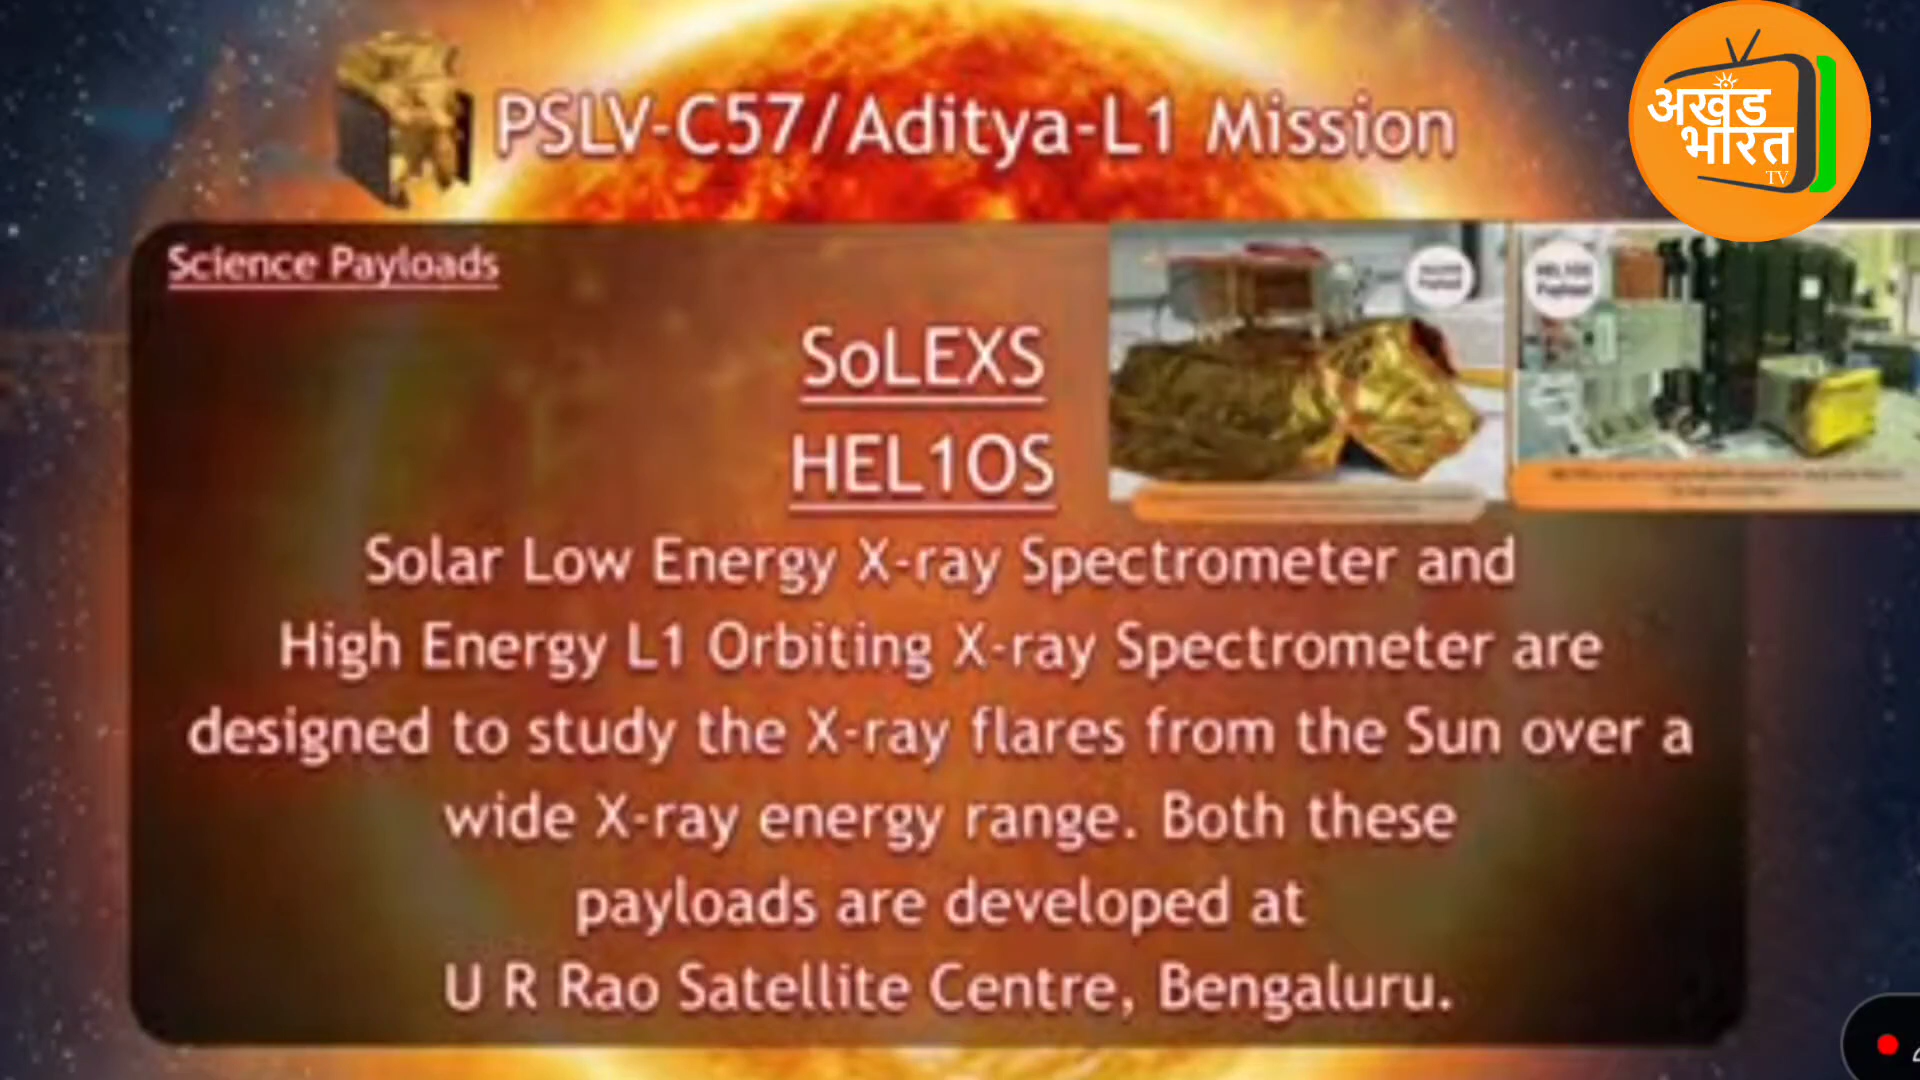 PSLV-C57/Aditya-L1 Mission
अखंड
भारत
TV
Science Payloads
HEL1OS
Payload
SoLEXS
HEL1OS
Solar Low Energy X-ray Spectrometer and
High Energy L1 Orbiting X-ray Spectrometer are
designed to study the X-ray flares from the Sun over a
wide X-ray energy range. Both these
payloads are developed at
U R Rao Satellite Centre, Bengaluru.